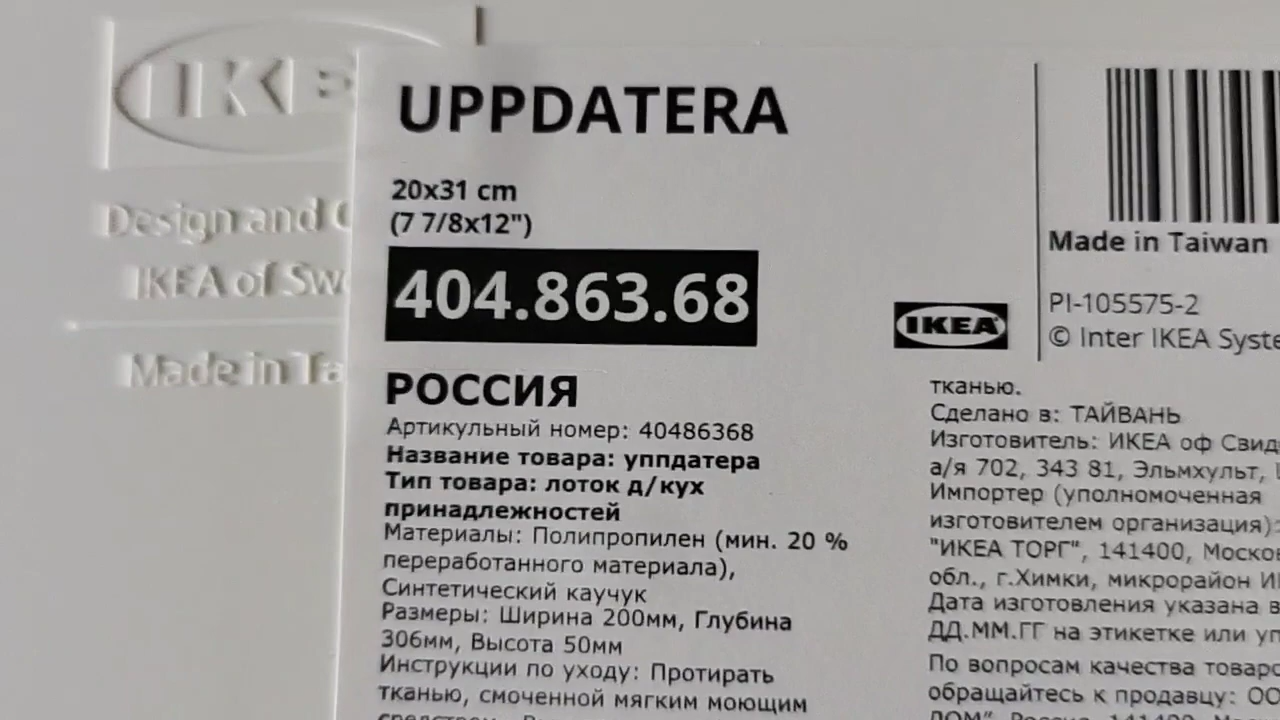 IKE
Design and
IKEA of Sw
Made in Ta
UPPDATERA
20x31 cm
(7 7/8x12")
404.863.68
IKEA
Made in Taiwan
PI-105575-2
© Inter IKEA Syste
РОССИЯ
Артикульный номер: 40486368
Название товара: уппдатера
Тип товара: лоток д/кух
принадлежностей
Материалы: Полипропилен (мин. 20 %
переработанного материала),
Синтетический каучук
Размеры: Ширина 200мм, Глубина
306мм, Высота 50мм
Инструкции по уходу: Протирать
тканью, смоченной мягким моющим
тканью.
Сделано в: ТАЙВАНЬ
Изготовитель: ИКЕА оф Свид
а/я 702, 343 81, Эльмхульт,
Импортер (уполномоченная
изготовителем организация):
"ИКЕА ТОРГ", 141400, Москов
обл., г.Химки, микрорайон И
Дата изготовления указана в
ДД.ММ.ГГ на этикетке или уп
По вопросам качества товаро
обращайтесь к продавцу: ОО